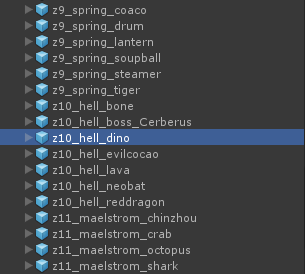 z9_spring_coaco
z9_spring_drum
z9_spring_lantern
z9_spring_soupball
z9_spring_steamer
z9_spring_tiger
z10_hell_bone
z10_hell_boss_Cerberus
z10_hell_dino
z10_hell_evilcocao
z10_hell_lava
z10_hell_neobat
z10_hell_reddragon
z11_maelstrom_chinzhou
z11_maelstrom_crab
z11_maelstrom_octopus
z11_maelstrom_shark